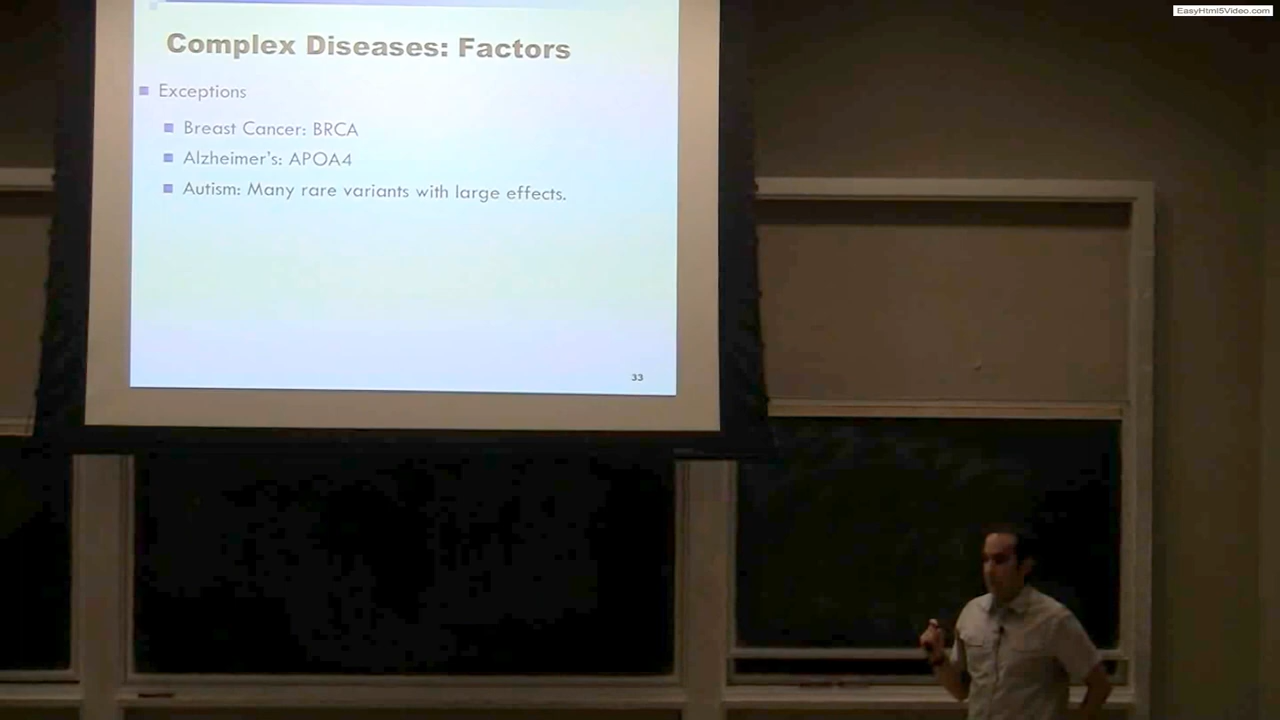 EasyHtml5Video.com
Complex Diseases: Factors
Exceptions
Breast Cancer: BRCA
Alzheimer's: APOA4
Autism: Many rare variants with large effects.
33